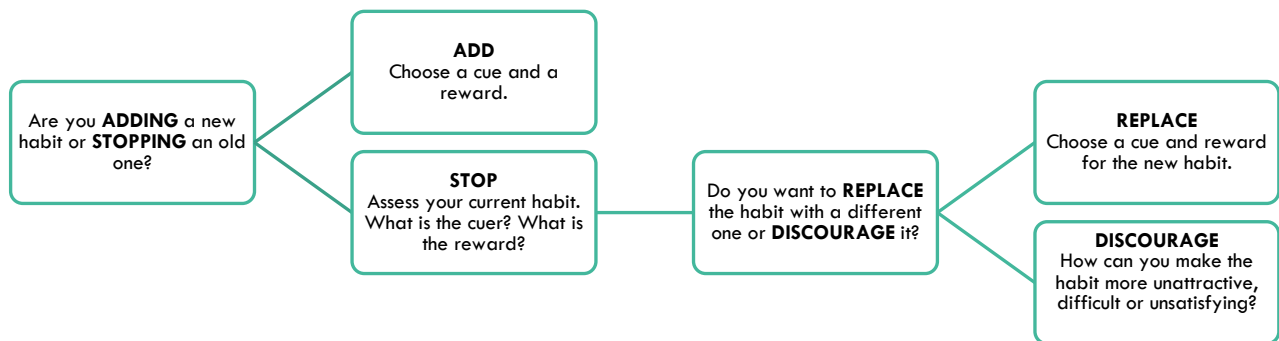 Are you ADDING a new
habit or STOPPING an old
one?
ADD
Choose a cue and a
reward.
STOP
Assess your current habit.
What is the cuer? What is
the reward?
Do you want to REPLACE
the habit with a different
one or DISCOURAGE it?
REPLACE
Choose a cue and reward
for the new habit.
DISCOURAGE
How can you make the
habit more unattractive,
difficult or unsatisfying?